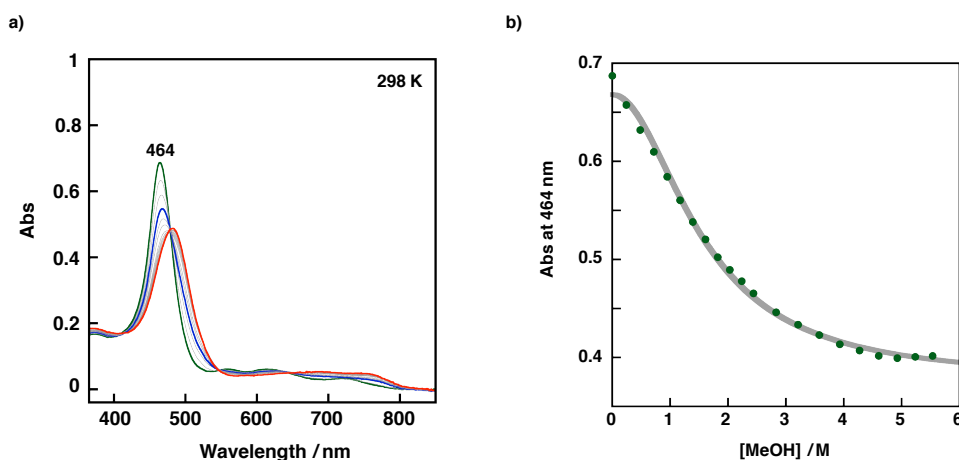 a)
298 K
464
1
0.8
0.6
0.4
0.2
0
Abs
400 500 600 700 800
Wavelength / nm
b)
0.7
0.6
0.5
0.4
Abs at 464 nm
0 1 2 3 4 5 6
[MeOH] / M